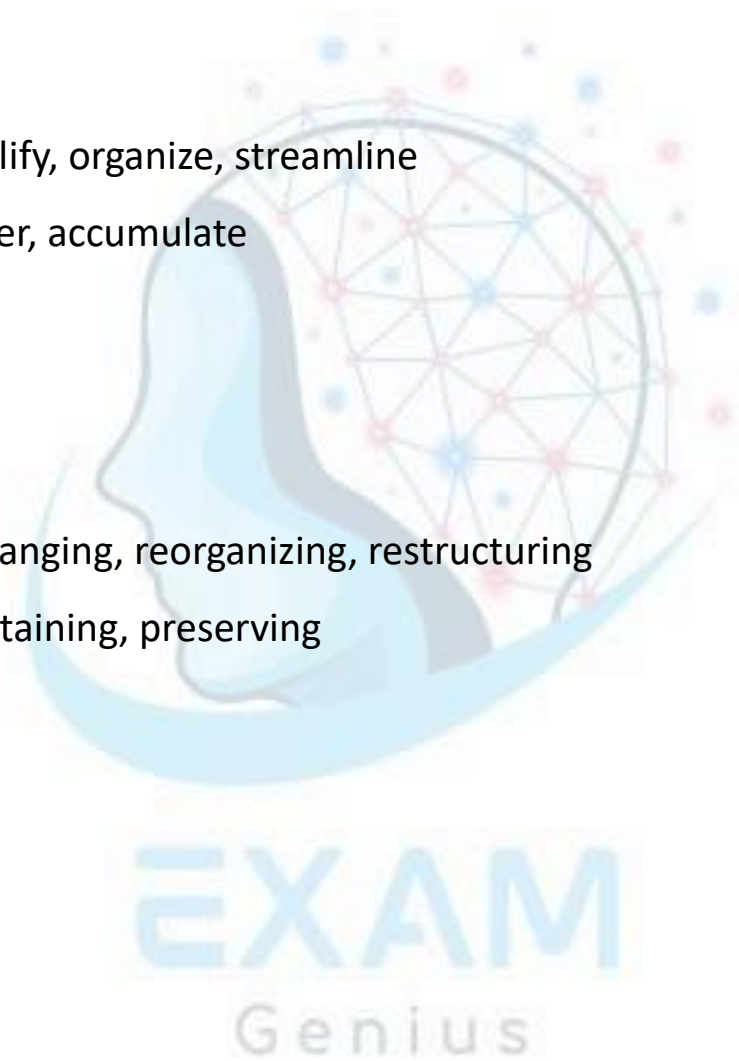 lify, organize, streamline
er, accumulate
anging, reorganizing, restructuring
taining, preserving
EXAM
Genius